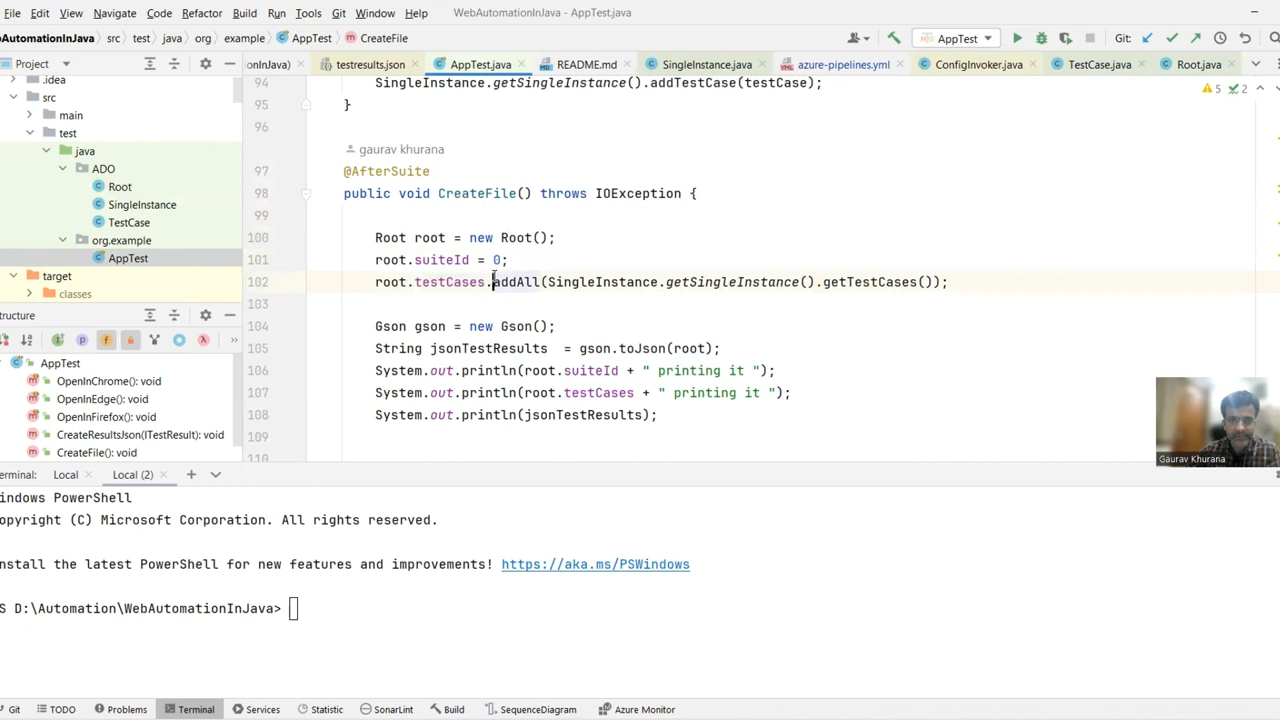 File Edit View Navigate Code Refactor Build Run Tools Git Window Help WebAutomationInJava - AppTest.java
ebAutomationInJava src test java org example AppTest CreateFile AppTest Git:
Project onInJava) testresults.json AppTest.java README.md SingleInstance.java azure-pipelines.yml ConfigInvoker.java TestCase.java Root.java
.idea
src
main
test
java
ADO
Root
SingleInstance
TestCase
org.example
AppTest
target
classes
94 SingleInstance.getSingleInstance().addTestCase(testCase); 5 2
95 }
96
gaurav khurana
97 @AfterSuite
98 public void CreateFile() throws IOException {
99
100 Root root = new Root();
101 root.suiteId = 0;
102 root.testCases.addAll(SingleInstance.getSingleInstance().getTestCases());
103
104 Gson gson = new Gson();
105 String jsonTestResults  = gson.toJson(root);
106 System.out.println(root.suiteId + " printing it ");
107 System.out.println(root.testCases + " printing it ");
108 System.out.println(jsonTestResults);
109
110
tructure
AppTest
OpenInChrome(): void
OpenInEdge(): void
OpenInFirefox(): void
CreateResultsJson(ITestResult): void
CreateFile(): void
Gaurav Khurana
erminal: Local Local (2)
indows PowerShell
opyright (C) Microsoft Corporation. All rights reserved.
nstall the latest PowerShell for new features and improvements! https://aka.ms/PSWindows
S D:\Automation\WebAutomationInJava>
Git TODO Problems Terminal Services Statistic SonarLint Build SequenceDiagram Azure Monitor